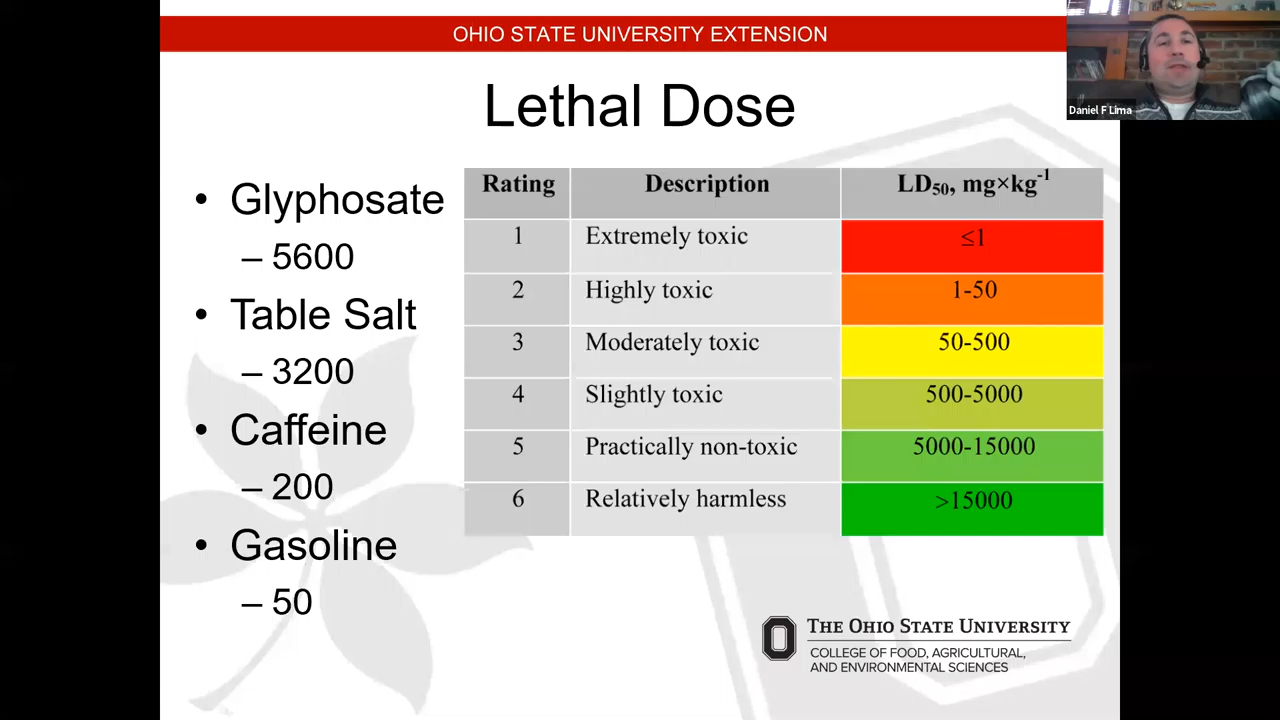 OHIO STATE UNIVERSITY EXTENSION
Daniel F Lima
Lethal Dose
• Glyphosate
– 5600
• Table Salt
– 3200
• Caffeine
– 200
• Gasoline
– 50
Rating Description LD₅₀, mg×kg⁻¹
1 Extremely toxic ≤1
2 Highly toxic 1-50
3 Moderately toxic 50-500
4 Slightly toxic 500-5000
5 Practically non-toxic 5000-15000
6 Relatively harmless >15000
THE OHIO STATE UNIVERSITY
COLLEGE OF FOOD, AGRICULTURAL,
AND ENVIRONMENTAL SCIENCES